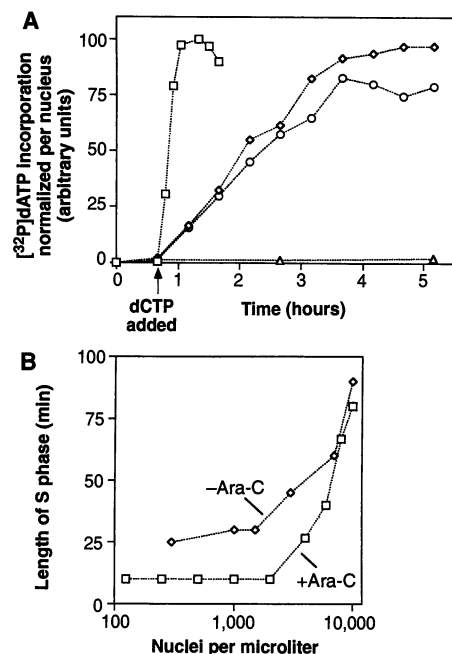 A
[³²P]dATP incorporation
normalized per nucleus
(arbitrary units)
100
75
50
25
0
0 1 2 3 4 5
dCTP
added
Time (hours)
B
Length of S phase (min)
100
75
50
25
0
–Ara-C
+Ara-C
100 1,000 10,000
Nuclei per microliter